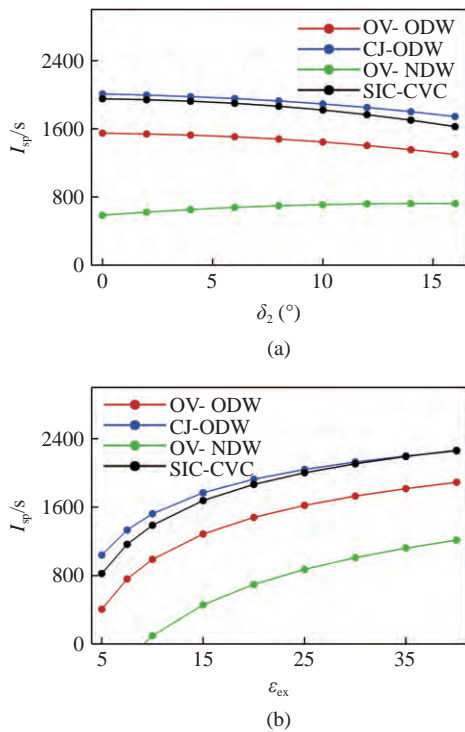 (a)
OV- ODW
CJ-ODW
OV- NDW
SIC-CVC
2400
1600
800
0
I_sp/s
0 5 10 15
δ_2 (°)
(a)
(b)
OV- ODW
CJ-ODW
OV- NDW
SIC-CVC
2400
1600
800
0
I_sp/s
5 15 25 35
ε_ex
(b)